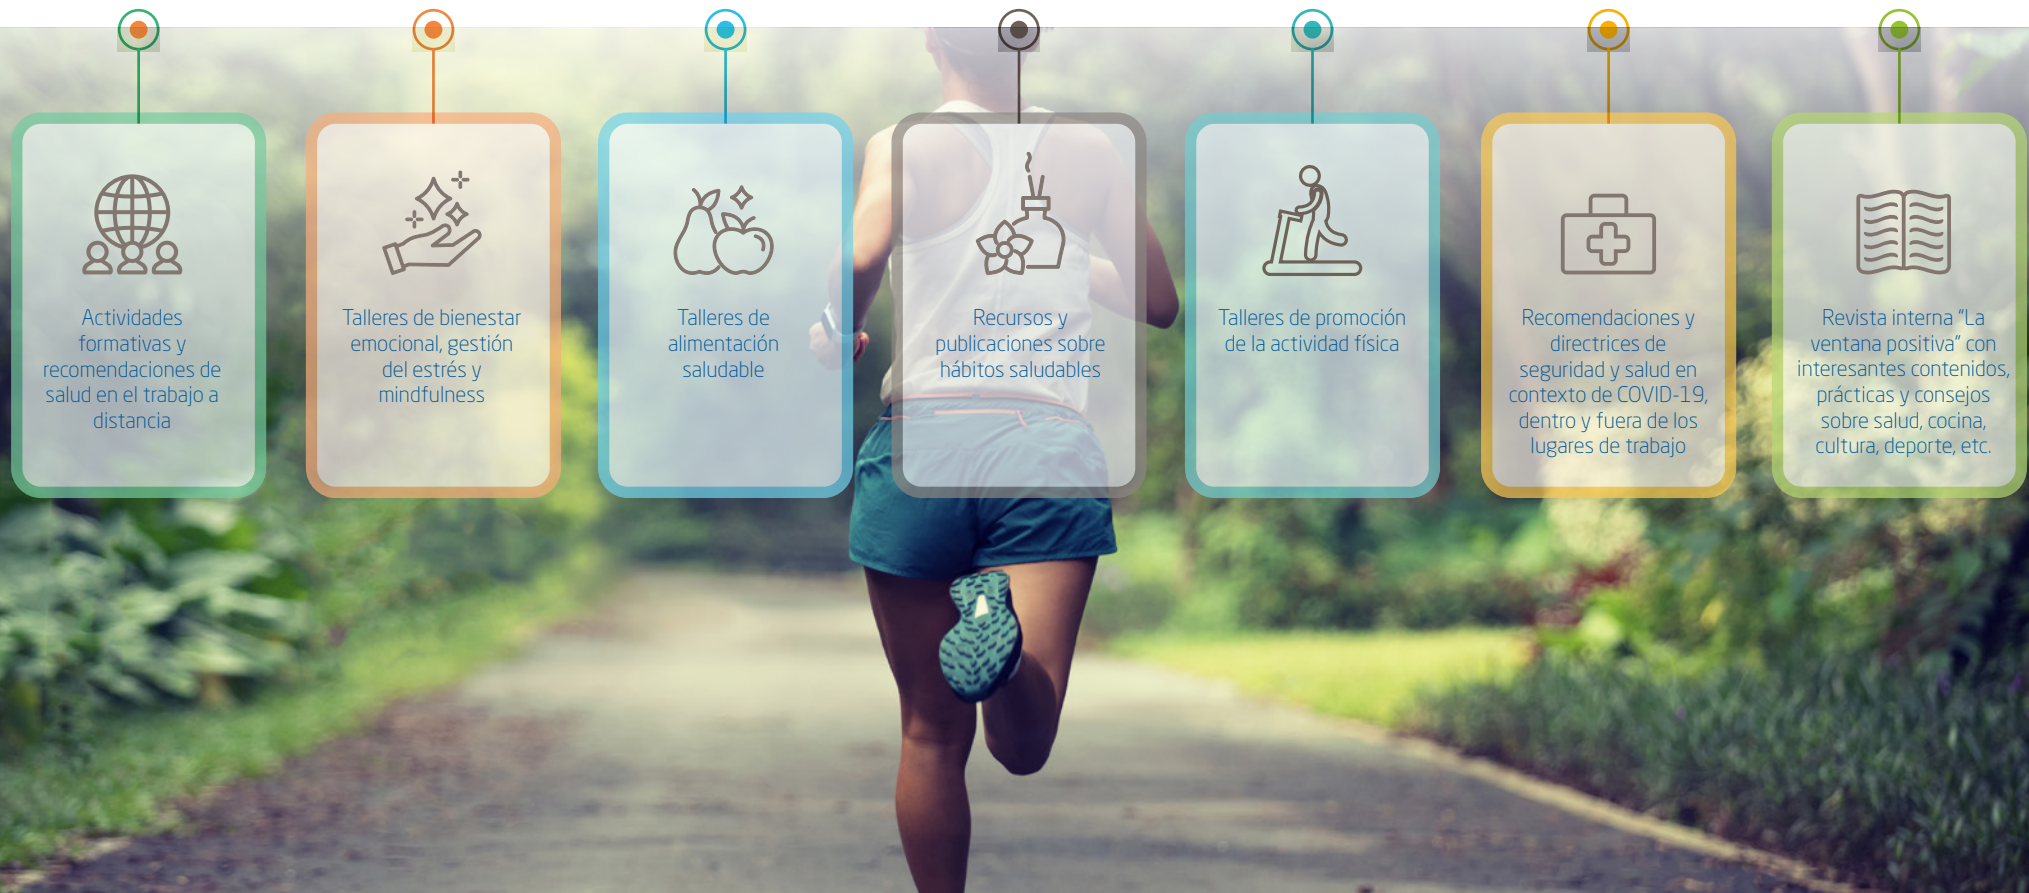 Actividades
formativas y
recomendaciones de
salud en el trabajo a
distancia
Talleres de bienestar
emocional, gestión
del estrés y
mindfulness
Talleres de
alimentación
saludable
Recursos y
publicaciones sobre
hábitos saludables
Talleres de promoción
de la actividad física
Recomendaciones y
directrices de
seguridad y salud en
contexto de COVID-19,
dentro y fuera de los
lugares de trabajo
Revista interna “La
ventana positiva” con
interesantes contenidos,
prácticas y consejos
sobre salud, cocina,
cultura, deporte, etc.